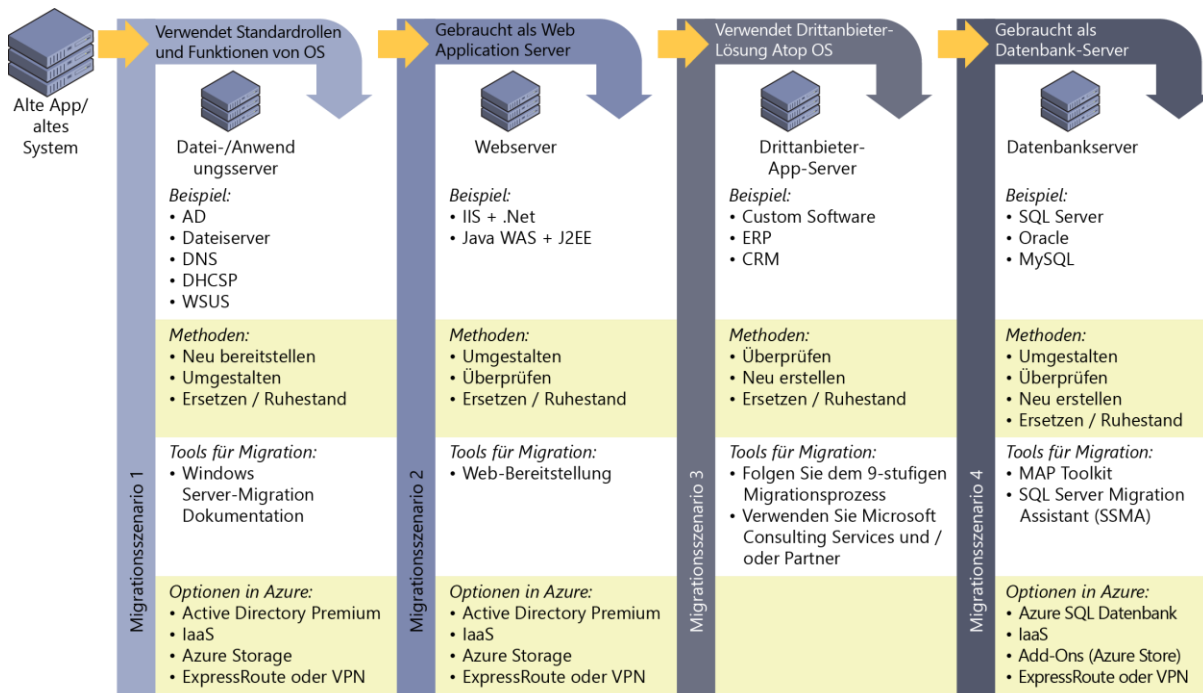 Alte App/
altes
System
Migrationsszenario 1
Verwendet Standardrollen
und Funktionen von OS
Datei-/Anwend
ungsserver
Beispiel:
• AD
• Dateiserver
• DNS
• DHCSP
• WSUS
Methoden:
• Neu bereitstellen
• Umgestalten
• Ersetzen / Ruhestand
Tools für Migration:
• Windows
Server-Migration
Dokumentation
Optionen in Azure:
• Active Directory Premium
• IaaS
• Azure Storage
• ExpressRoute oder VPN
Migrationsszenario 2
Gebraucht als Web
Application Server
Webserver
Beispiel:
• IIS + .Net
• Java WAS + J2EE
Methoden:
• Umgestalten
• Überprüfen
• Ersetzen / Ruhestand
Tools für Migration:
• Web-Bereitstellung
Optionen in Azure:
• Active Directory Premium
• IaaS
• Azure Storage
• ExpressRoute oder VPN
Migrationsszenario 3
Verwendet Drittanbieter-
Lösung Atop OS
Drittanbieter-
App-Server
Beispiel:
• Custom Software
• ERP
• CRM
Methoden:
• Überprüfen
• Neu erstellen
• Ersetzen / Ruhestand
Tools für Migration:
• Folgen Sie dem 9-stufigen
Migrationsprozess
• Verwenden Sie Microsoft
Consulting Services und /
oder Partner
Migrationsszenario 4
Gebraucht als
Datenbank-Server
Datenbankserver
Beispiel:
• SQL Server
• Oracle
• MySQL
Methoden:
• Umgestalten
• Überprüfen
• Neu erstellen
• Ersetzen / Ruhestand
Tools für Migration:
• MAP Toolkit
• SQL Server Migration
Assistant (SSMA)
Optionen in Azure:
• Azure SQL Datenbank
• IaaS
• Add-Ons (Azure Store)
• ExpressRoute oder VPN